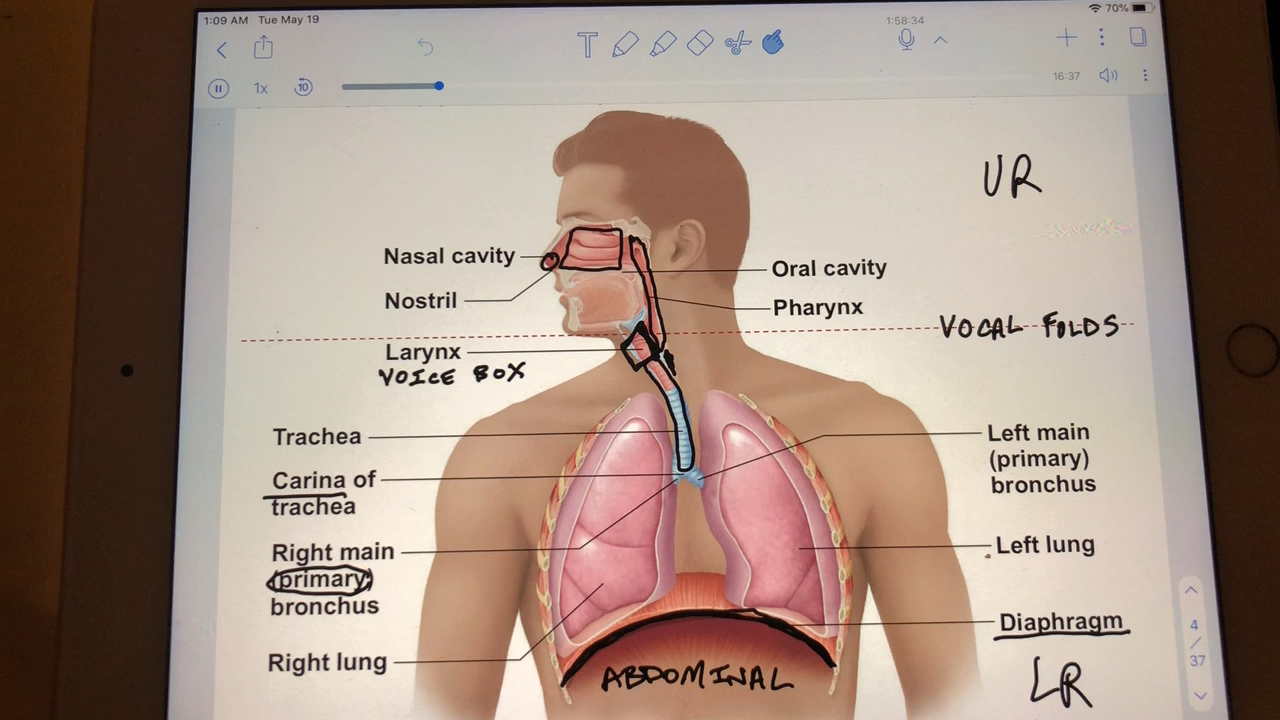 1:09 AM Tue May 19
70%
1:58:34
T
1x
10
16:37
UR
Nasal cavity
Oral cavity
Nostril
Pharynx
VOCAL FOLDS
Larynx
VOICE BOX
Trachea
Left main
(primary)
bronchus
Carina of
trachea
Right main
(primary)
bronchus
Left lung
Diaphragm
4
/
37
Right lung
ABDOMINAL
LR